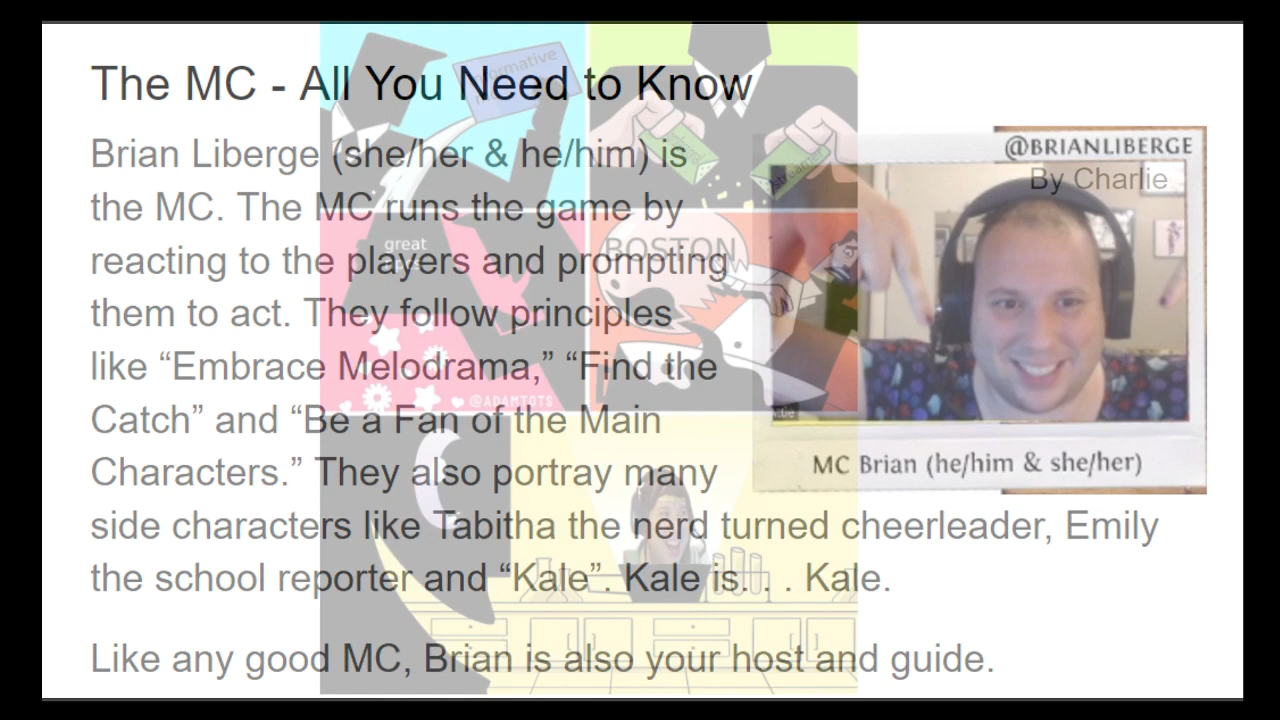 The MC - All You Need to Know
Brian Liberge (she/her & he/him) is
the MC. The MC runs the game by
reacting to the players and prompting
them to act. They follow principles
like “Embrace Melodrama,” “Find the
Catch” and “Be a Fan of the Main
Characters.” They also portray many
side characters like Tabitha the nerd turned cheerleader, Emily
the school reporter and “Kale”. Kale is. . . Kale.
Like any good MC, Brian is also your host and guide.
@BRIANLIBERGE
By Charlie
MC Brian (he/him & she/her)
great
BOSTON
@ADAMTOTS